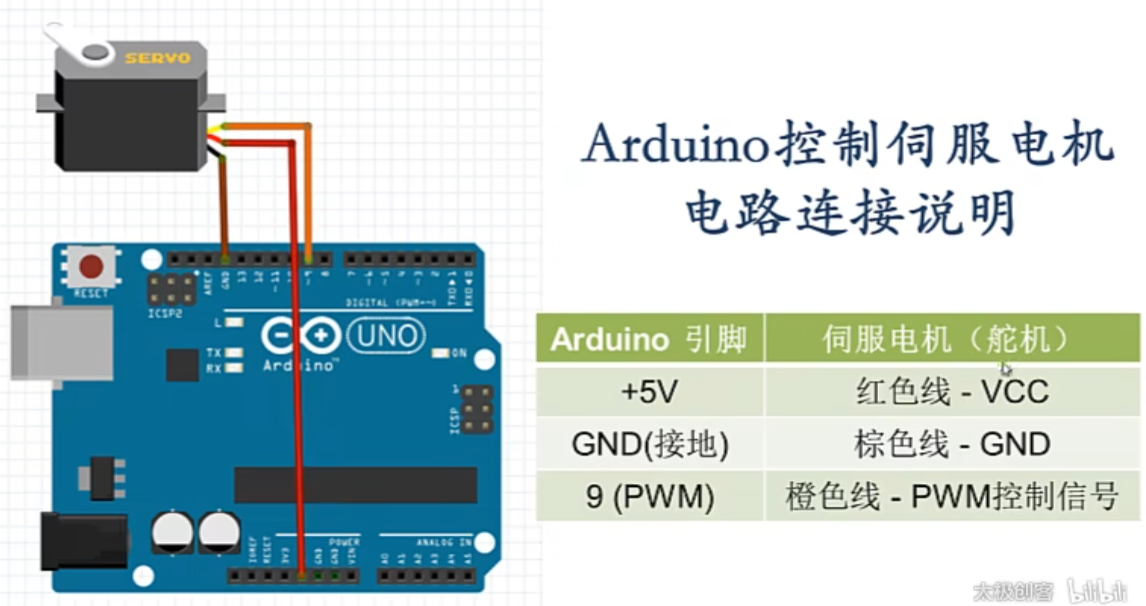 SERVO
Arduino控制伺服电机
电路连接说明
RESET
ICSP2
AREF
GND
13
12
~11
10
~9
8
7
~6
~5
4
~3
2
TXD▶1
RXD◀0
DIGITAL (PWM=~)
L
TX
RX
UNO
ON
Arduino™
1
ICSP
IOREF
RESET
3V3
GND
GND
VIN
POWER
ANALOG IN
A0
A1
A2
A3
A4
A5
Arduino 引脚 伺服电机（舵机）
+5V 红色线 - VCC
GND(接地) 棕色线 - GND
9 (PWM) 橙色线 - PWM控制信号
太极创客 bilibili